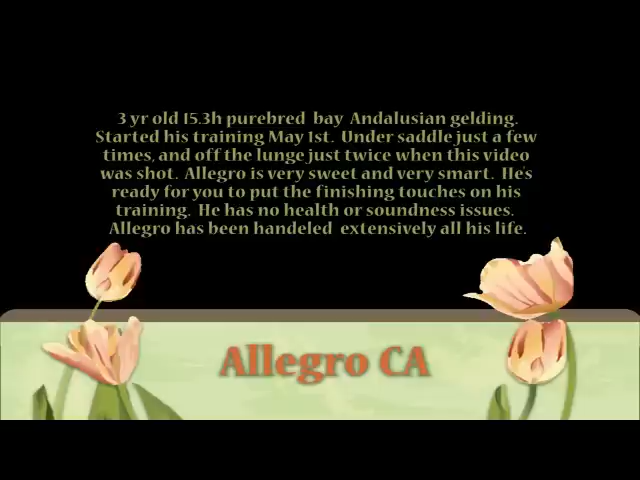 3 yr old 15.3h purebred bay Andalusian gelding.
Started his training May 1st. Under saddle just a few
times, and off the lunge just twice when this video
was shot. Allegro is very sweet and very smart. He's
ready for you to put the finishing touches on his
training. He has no health or soundness issues.
Allegro has been handeled extensively all his life.
Allegro CA